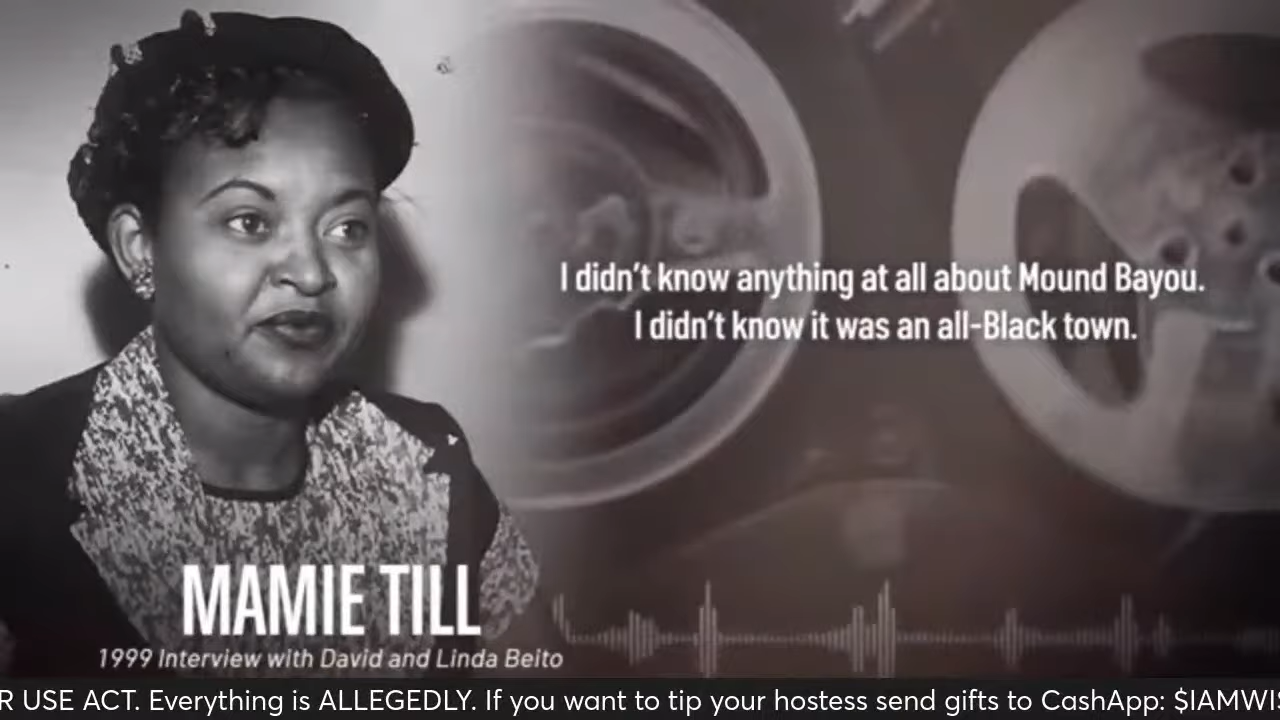 I didn't know anything at all about Mound Bayou.
I didn't know it was an all-Black town.
MAMIE TILL
1999 Interview with David and Linda Beito
R USE ACT. Everything is ALLEGEDLY. If you want to tip your hostess send gifts to CashApp: $IAMWIS